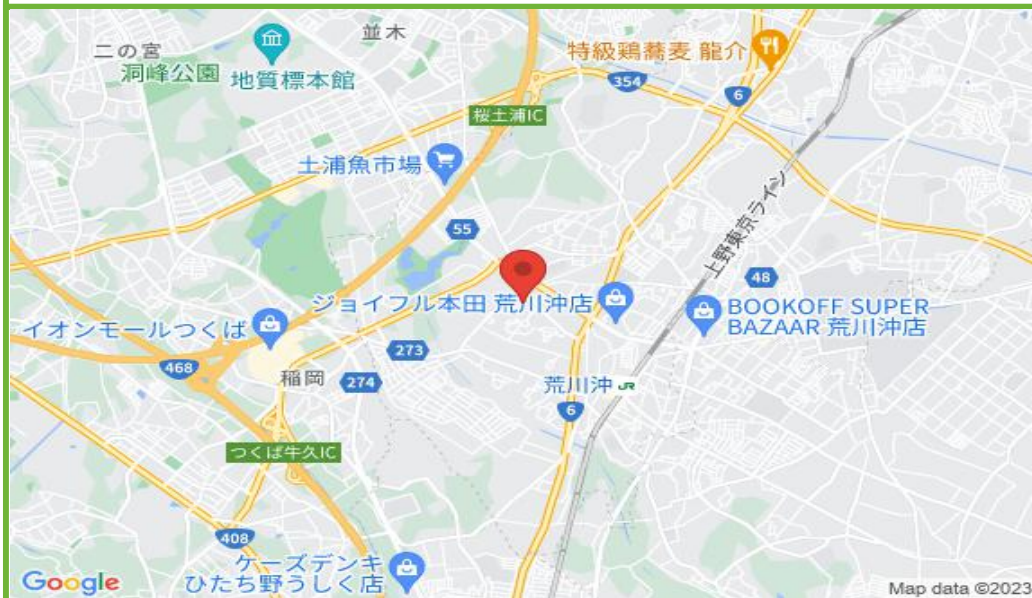 並木
二の宮
洞峰公園
地質標本館
特級鶏蕎麦 龍介
354
6
桜土浦IC
土浦魚市場
55
上野東京ライン
48
ジョイフル本田 荒川沖店
BOOKOFF SUPER
BAZAAR 荒川沖店
イオンモールつくば
273
468
稲岡
274
荒川沖 JR
6
つくば牛久IC
408
ケーズデンキ
ひたち野うしく店
Google
Map data ©2023